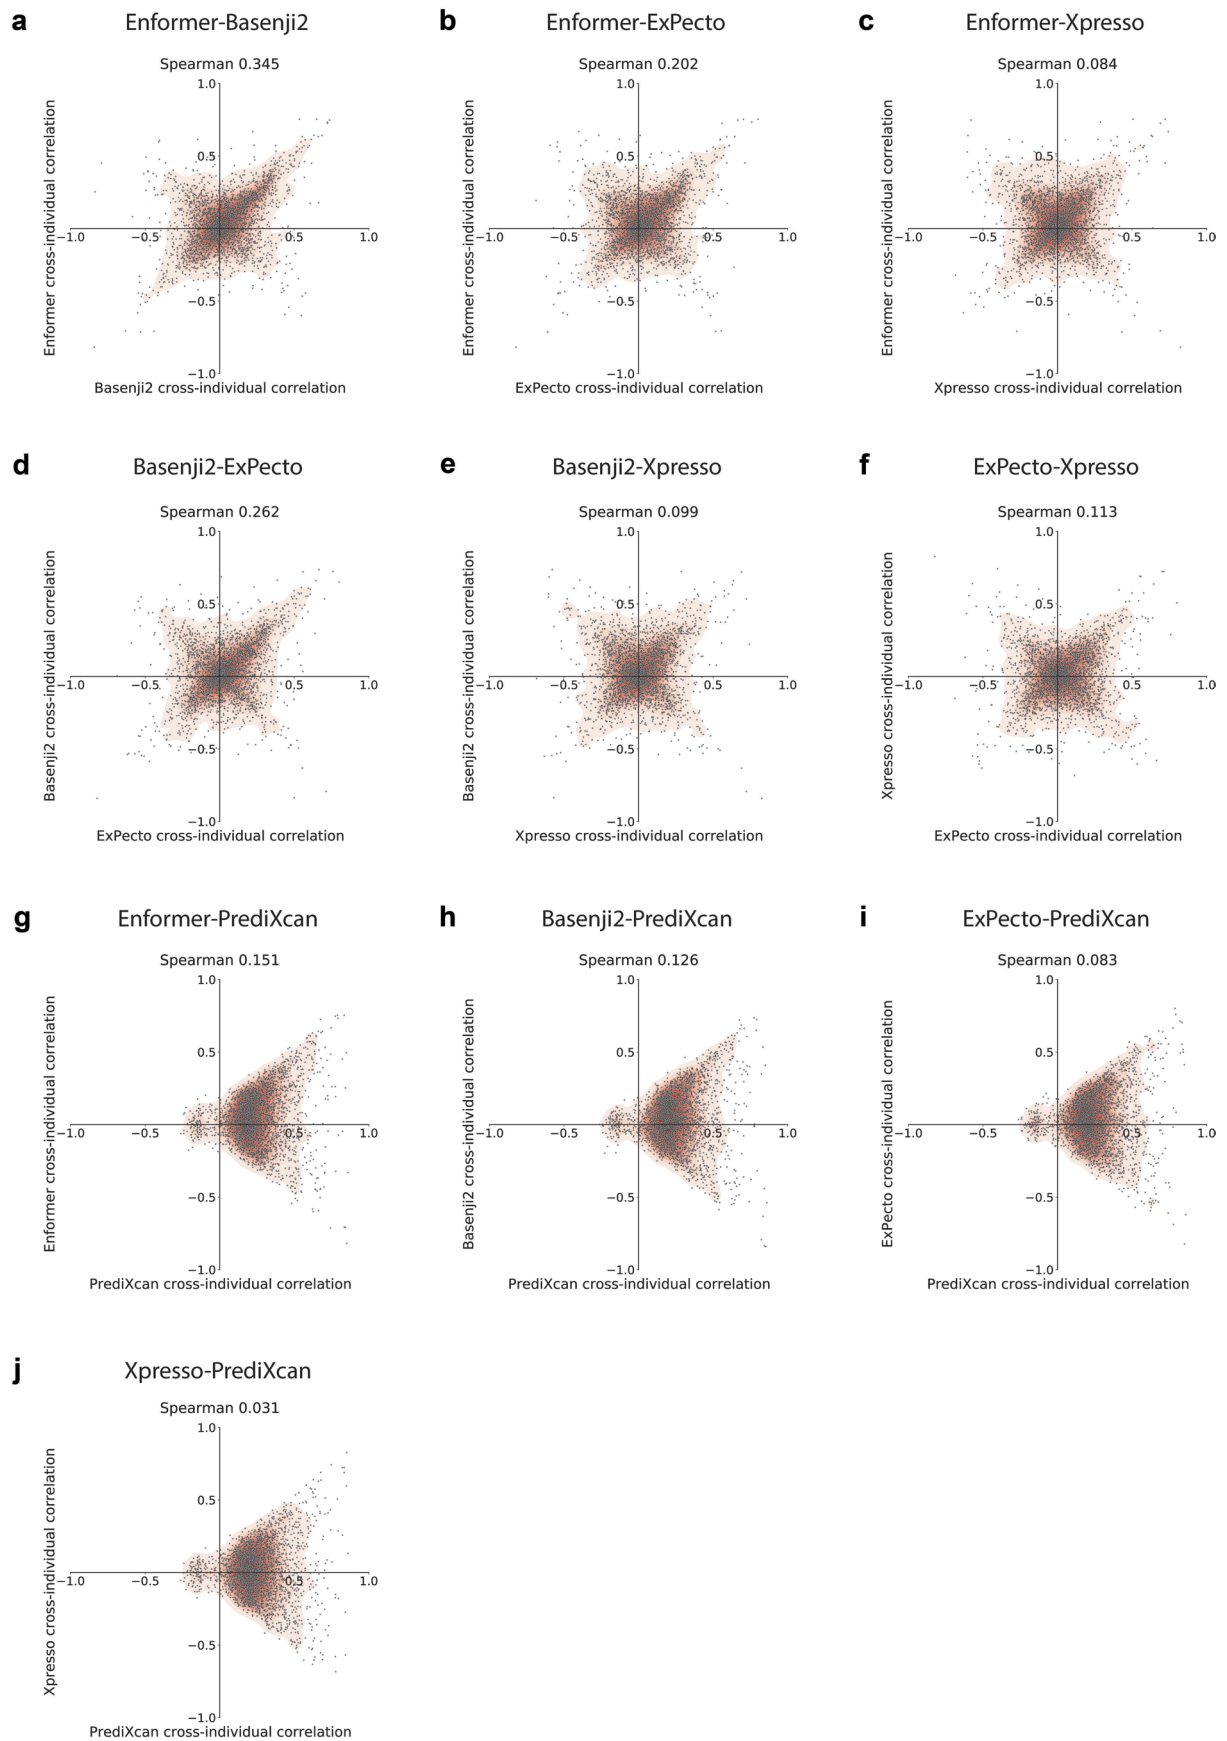 a Enformer-Basenji2
Spearman 0.345
1.0
0.5
−1.0 −0.5 0.5 1.0
−0.5
−1.0
Enformer cross-individual correlation
Basenji2 cross-individual correlation
b Enformer-ExPecto
Spearman 0.202
1.0
0.5
−1.0 −0.5 0.5 1.0
−0.5
−1.0
Enformer cross-individual correlation
ExPecto cross-individual correlation
c Enformer-Xpresso
Spearman 0.084
1.0
0.5
−1.0 −0.5 0.5 1.0
−0.5
−1.0
Enformer cross-individual correlation
Xpresso cross-individual correlation
d Basenji2-ExPecto
Spearman 0.262
1.0
0.5
−1.0 −0.5 0.5 1.0
−0.5
−1.0
Basenji2 cross-individual correlation
ExPecto cross-individual correlation
e Basenji2-Xpresso
Spearman 0.099
1.0
0.5
−1.0 −0.5 0.5 1.0
−0.5
−1.0
Basenji2 cross-individual correlation
Xpresso cross-individual correlation
f ExPecto-Xpresso
Spearman 0.113
1.0
0.5
−1.0 −0.5 0.5 1.0
−0.5
−1.0
Xpresso cross-individual correlation
ExPecto cross-individual correlation
g Enformer-PrediXcan
Spearman 0.151
1.0
0.5
−1.0 −0.5 0.5 1.0
−0.5
−1.0
Enformer cross-individual correlation
PrediXcan cross-individual correlation
h Basenji2-PrediXcan
Spearman 0.126
1.0
0.5
−1.0 −0.5 0.5 1.0
−0.5
−1.0
Basenji2 cross-individual correlation
PrediXcan cross-individual correlation
i ExPecto-PrediXcan
Spearman 0.083
1.0
0.5
−1.0 −0.5 0.5 1.0
−0.5
−1.0
ExPecto cross-individual correlation
PrediXcan cross-individual correlation
j Xpresso-PrediXcan
Spearman 0.031
1.0
0.5
−1.0 −0.5 0.5 1.0
−0.5
−1.0
Xpresso cross-individual correlation
PrediXcan cross-individual correlation